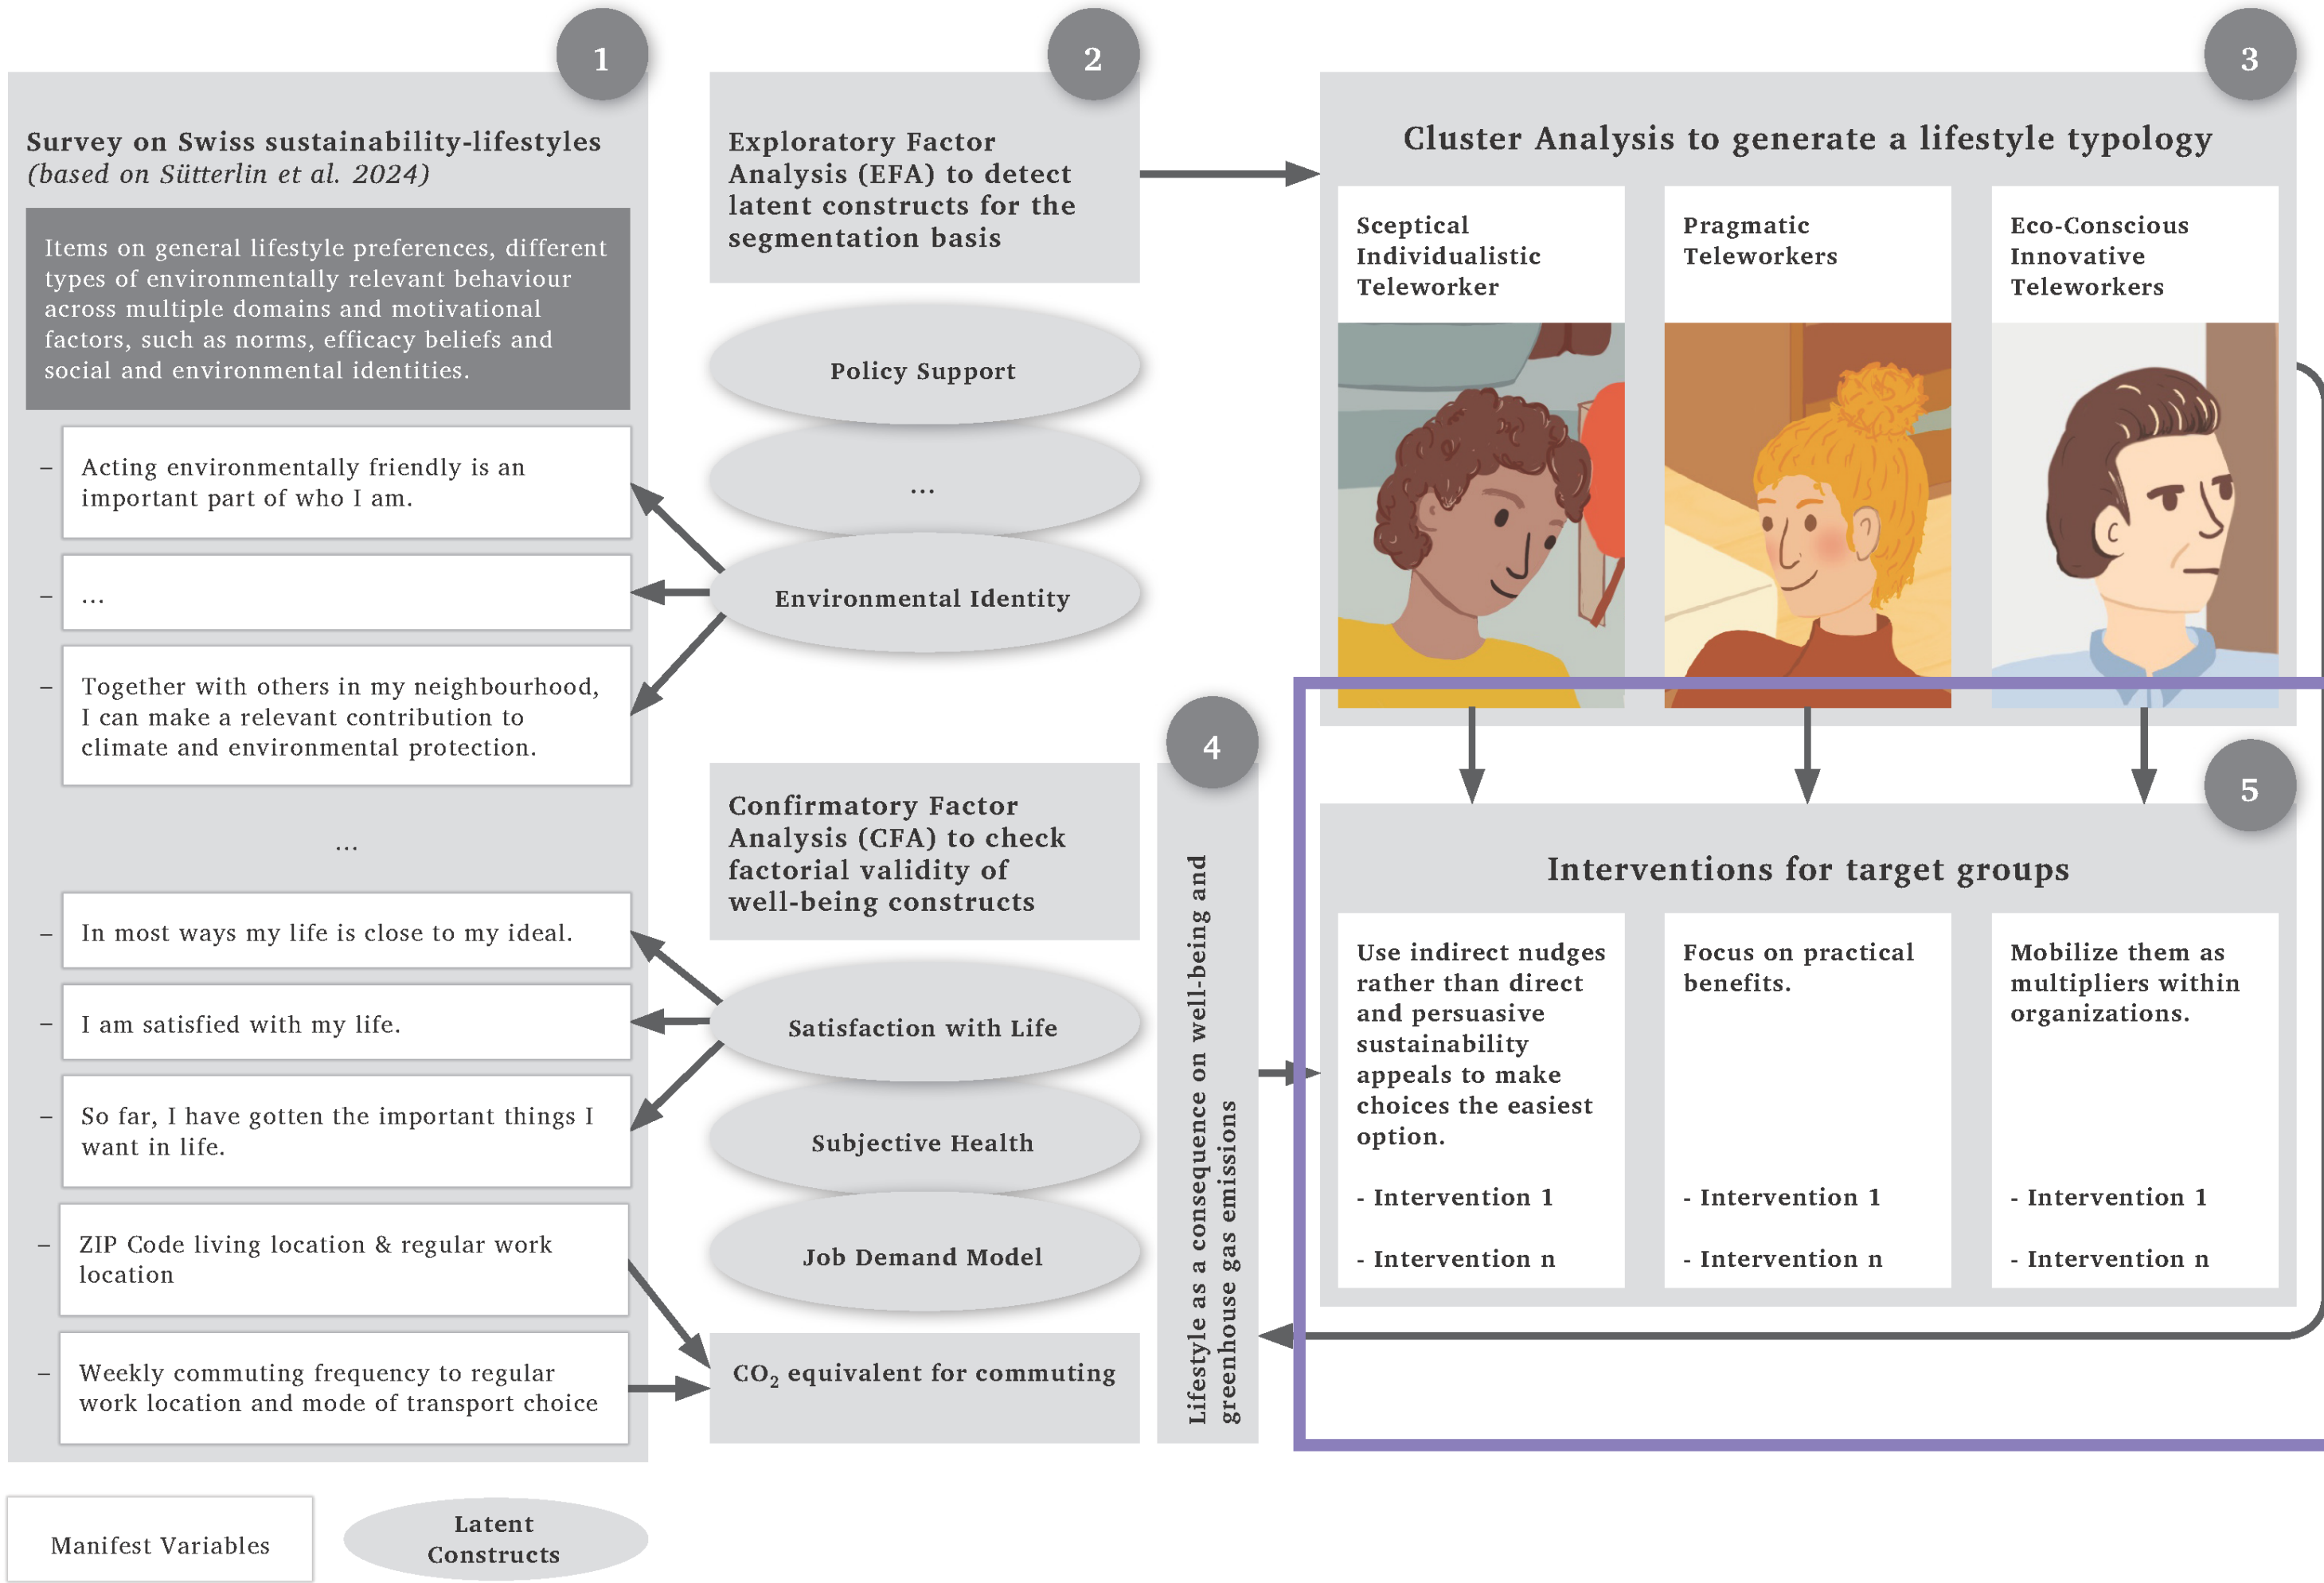 1
Survey on Swiss sustainability-lifestyles
(based on Sütterlin et al. 2024)
Items on general lifestyle preferences, different
types of environmentally relevant behaviour
across multiple domains and motivational
factors, such as norms, efficacy beliefs and
social and environmental identities.
– Acting environmentally friendly is an
important part of who I am.
– ...
– Together with others in my neighbourhood,
I can make a relevant contribution to
climate and environmental protection.
...
– In most ways my life is close to my ideal.
– I am satisfied with my life.
– So far, I have gotten the important things I
want in life.
– ZIP Code living location & regular work
location
– Weekly commuting frequency to regular
work location and mode of transport choice
Manifest Variables
Latent
Constructs
2
Exploratory Factor
Analysis (EFA) to detect
latent constructs for the
segmentation basis
Policy Support
...
Environmental Identity
Confirmatory Factor
Analysis (CFA) to check
factorial validity of
well-being constructs
Satisfaction with Life
Subjective Health
Job Demand Model
CO₂ equivalent for commuting
3
Cluster Analysis to generate a lifestyle typology
Sceptical
Individualistic
Teleworker
Pragmatic
Teleworkers
Eco-Conscious
Innovative
Teleworkers
4
Lifestyle as a consequence on well-being and
greenhouse gas emissions
5
Interventions for target groups
Use indirect nudges
rather than direct
and persuasive
sustainability
appeals to make
choices the easiest
option.
- Intervention 1
- Intervention n
Focus on practical
benefits.
- Intervention 1
- Intervention n
Mobilize them as
multipliers within
organizations.
- Intervention 1
- Intervention n